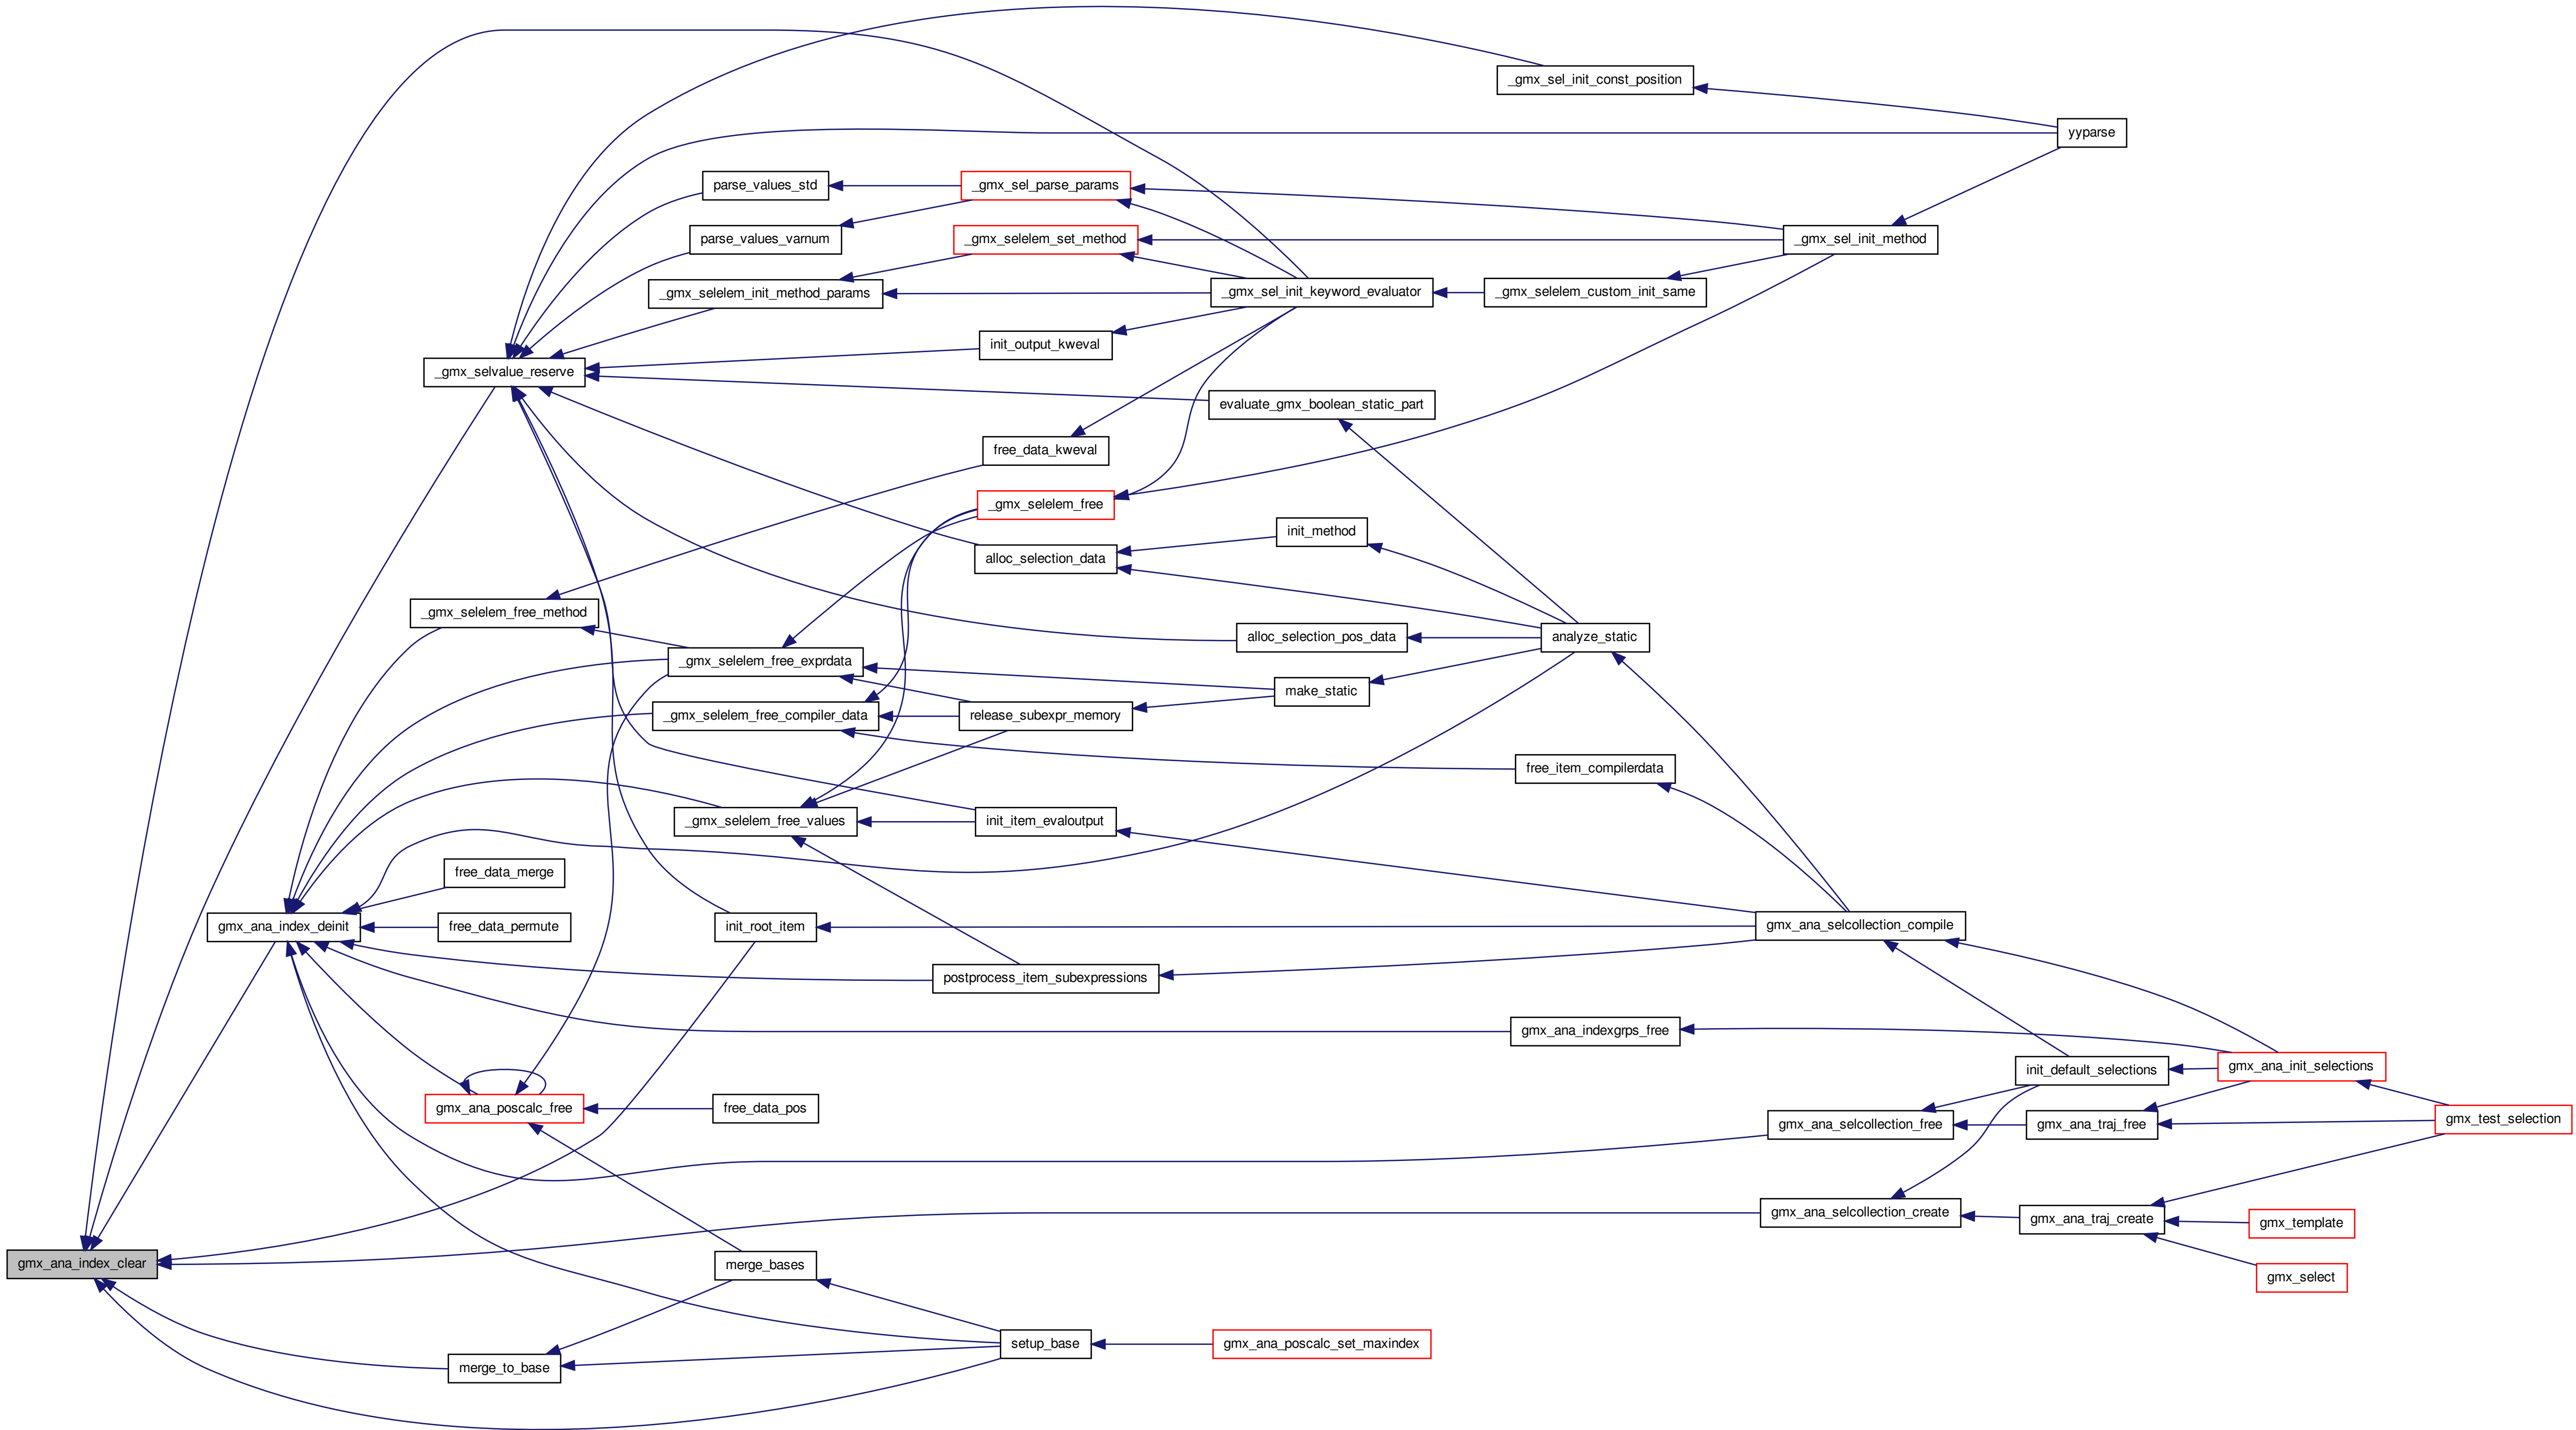 _gmx_sel_init_const_position
yyparse
parse_values_std
_gmx_sel_parse_params
parse_values_varnum
_gmx_selelem_set_method
_gmx_sel_init_method
_gmx_selelem_init_method_params
_gmx_sel_init_keyword_evaluator
_gmx_selelem_custom_init_same
init_output_kweval
_gmx_selvalue_reserve
evaluate_gmx_boolean_static_part
free_data_kweval
_gmx_selelem_free
init_method
alloc_selection_data
_gmx_selelem_free_method
alloc_selection_pos_data
analyze_static
_gmx_selelem_free_exprdata
make_static
_gmx_selelem_free_compiler_data
release_subexpr_memory
free_item_compilerdata
_gmx_selelem_free_values
init_item_evaloutput
free_data_merge
gmx_ana_index_deinit
free_data_permute
init_root_item
gmx_ana_selcollection_compile
postprocess_item_subexpressions
gmx_ana_indexgrps_free
init_default_selections
gmx_ana_init_selections
gmx_ana_poscalc_free
free_data_pos
gmx_ana_selcollection_free
gmx_ana_traj_free
gmx_test_selection
gmx_ana_selcollection_create
gmx_ana_traj_create
gmx_template
gmx_ana_index_clear
merge_bases
gmx_select
setup_base
gmx_ana_poscalc_set_maxindex
merge_to_base